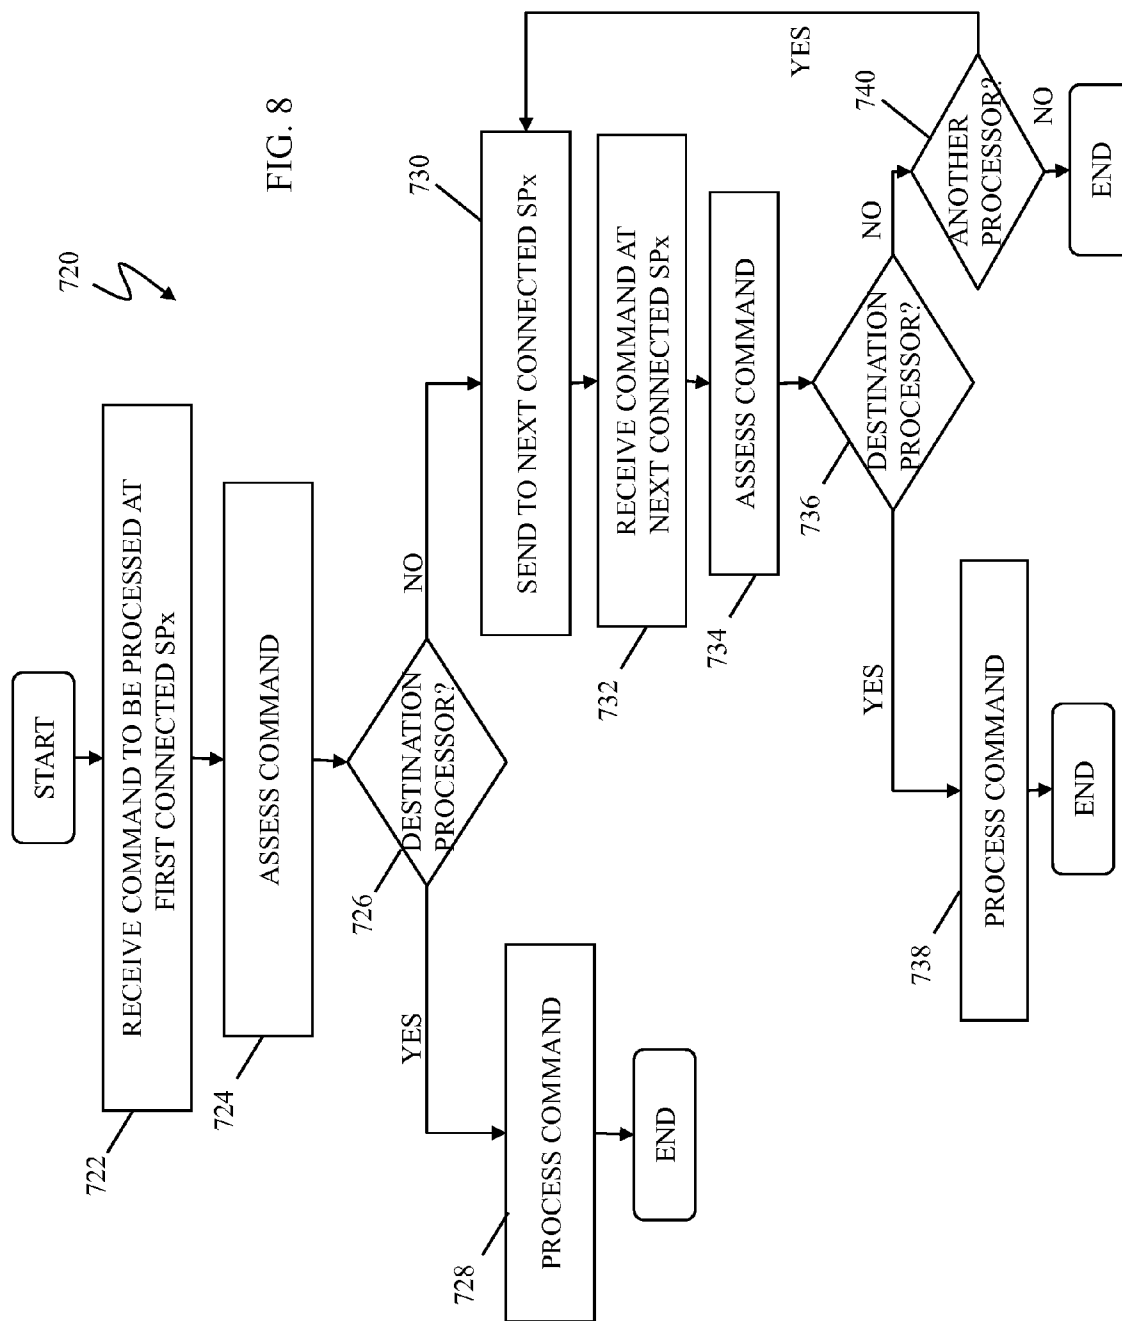 FIG. 8
720
START
RECEIVE COMMAND TO BE PROCESSED AT
FIRST CONNECTED SPx
722
ASSESS COMMAND
724
DESTINATION
PROCESSOR?
726
YES
NO
PROCESS COMMAND
728
END
SEND TO NEXT CONNECTED SPx
730
RECEIVE COMMAND AT
NEXT CONNECTED SPx
732
ASSESS COMMAND
734
DESTINATION
PROCESSOR?
736
YES
NO
PROCESS COMMAND
738
END
ANOTHER
PROCESSOR?
740
YES
NO
END